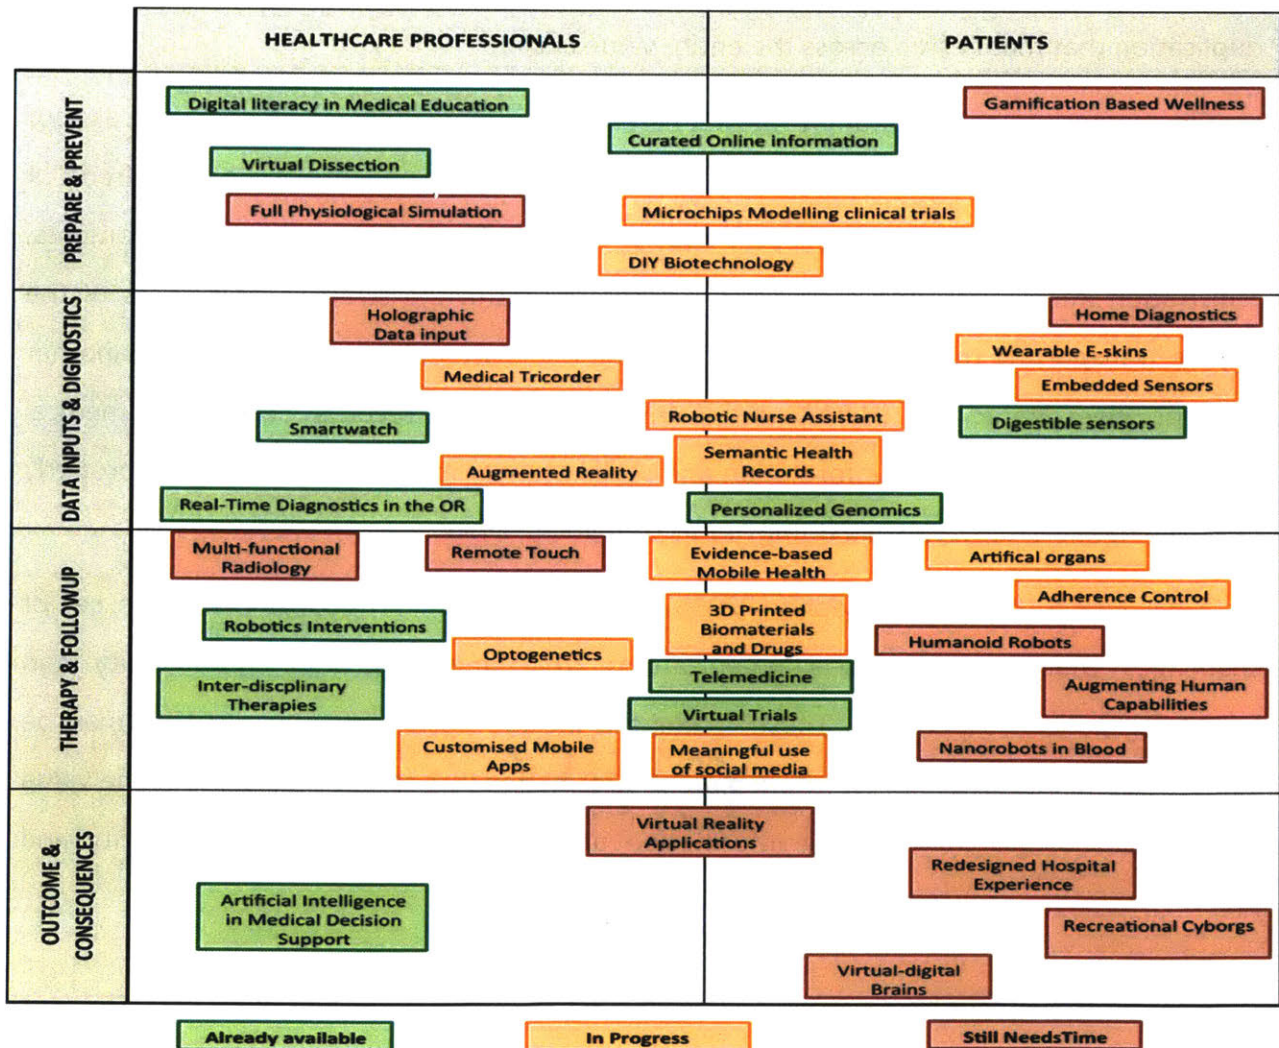 HEALTHCARE PROFESSIONALS
PATIENTS
PREPARE & PREVENT
Digital literacy in Medical Education
Gamification Based Wellness
Curated Online Information
Virtual Dissection
Full Physiological Simulation
Microchips Modelling clinical trials
DIY Biotechnology
DATA INPUTS & DIGNOSTICS
Holographic
Data input
Home Diagnostics
Wearable E-skins
Medical Tricorder
Embedded Sensors
Robotic Nurse Assistant
Smartwatch
Digestible sensors
Augmented Reality
Semantic Health
Records
Real-Time Diagnostics in the OR
Personalized Genomics
THERAPY & FOLLOWUP
Multi-functional
Radiology
Remote Touch
Evidence-based
Mobile Health
Artifical organs
Adherence Control
Robotics Interventions
3D Printed
Biomaterials
and Drugs
Humanoid Robots
Optogenetics
Inter-discplinary
Therapies
Telemedicine
Augmenting Human
Capabilities
Virtual Trials
Customised Mobile
Apps
Meaningful use
of social media
Nanorobots in Blood
OUTCOME &
CONSEQUENCES
Virtual Reality
Applications
Redesigned Hospital
Experience
Artificial Intelligence
in Medical Decision
Support
Recreational Cyborgs
Virtual-digital
Brains
Already available
In Progress
Still NeedsTime